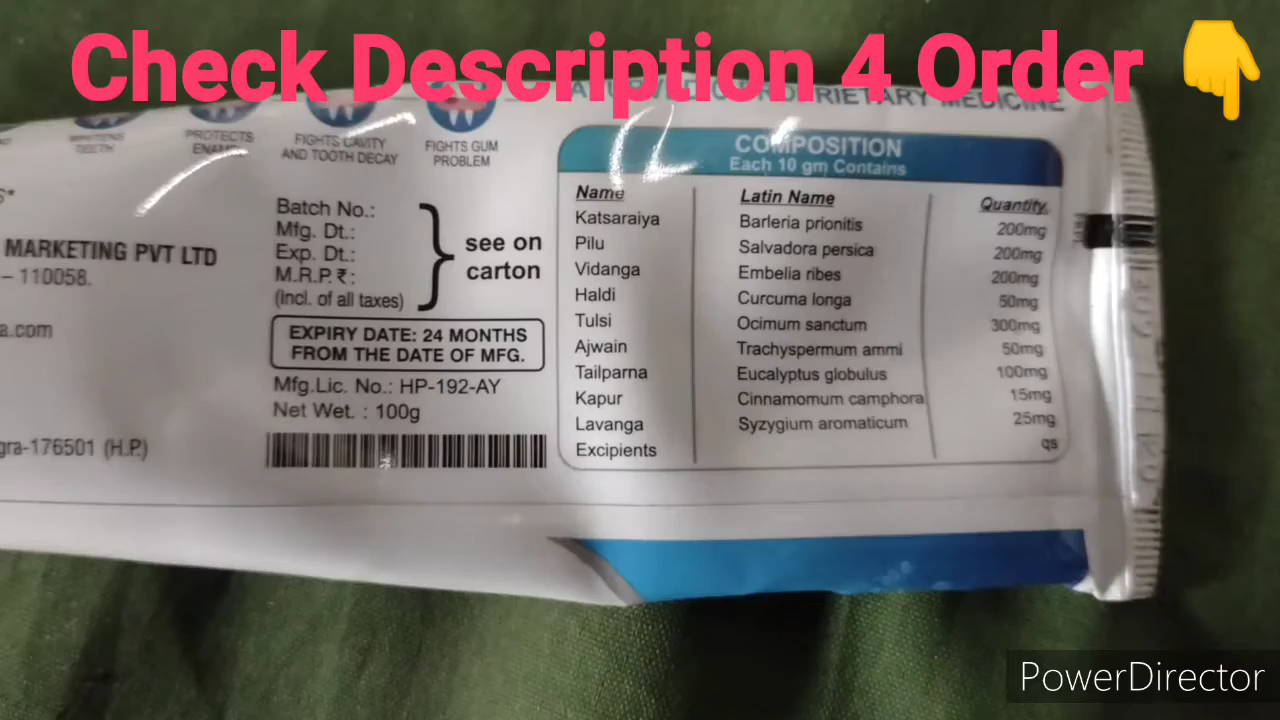 Check Description 4 Order 👇
MEDICINE
TEETH
PROTECTS
FIGHTS CAVITY
AND TOOTH DECAY
FIGHTS GUM
PROBLEM
MARKETING PVT LTD
– 110058.
a.com
gra-176501 (H.P.)
Batch No.:
Mfg. Dt.:
Exp. Dt.:
M.R.P. ₹:
(Incl. of all taxes)
see on
carton
EXPIRY DATE: 24 MONTHS
FROM THE DATE OF MFG.
Mfg.Lic. No.: HP-192-AY
Net Wet. : 100g
COMPOSITION
Each 10 gm Contains
Name Latin Name Quantity
Katsaraiya Barleria prionitis 200mg
Pilu Salvadora persica 200mg
Vidanga Embelia ribes 200mg
Haldi Curcuma longa 50mg
Tulsi Ocimum sanctum 300mg
Ajwain Trachyspermum ammi 50mg
Tailparna Eucalyptus globulus 100mg
Kapur Cinnamomum camphora 15mg
Lavanga Syzygium aromaticum 25mg
Excipients qs
PowerDirector